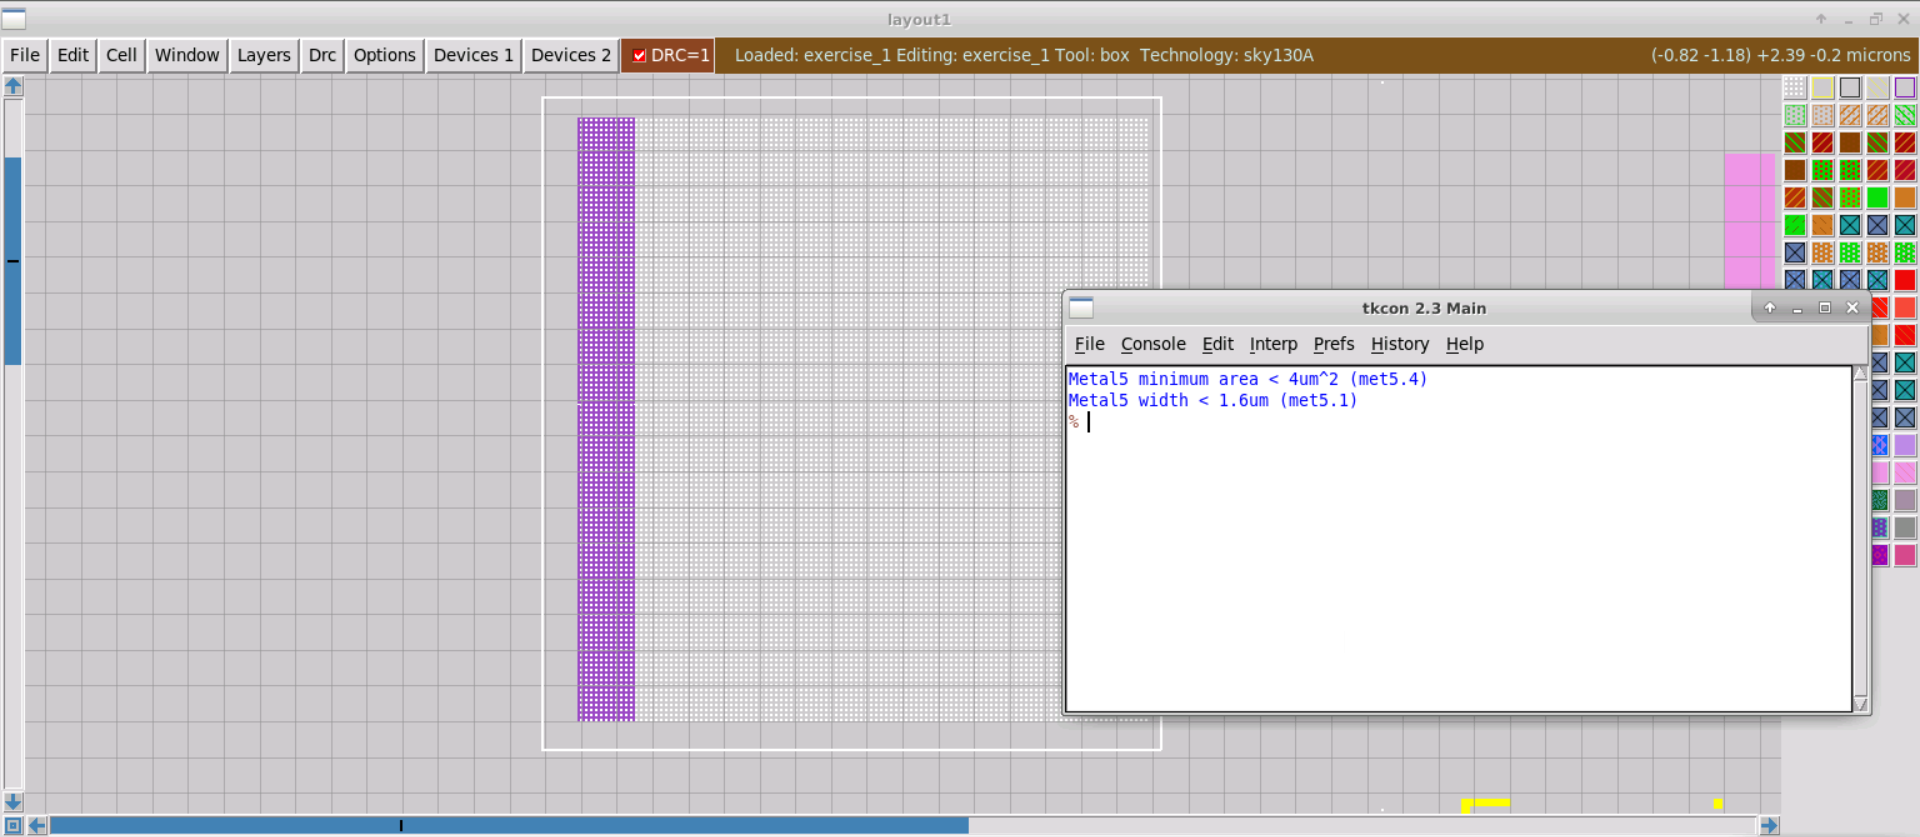 layout1
File Edit Cell Window Layers Drc Options Devices 1 Devices 2 DRC=1 Loaded: exercise_1 Editing: exercise_1 Tool: box Technology: sky130A (-0.82 -1.18) +2.39 -0.2 microns
tkcon 2.3 Main
File Console Edit Interp Prefs History Help
Metal5 minimum area < 4um^2 (met5.4)
Metal5 width < 1.6um (met5.1)
%